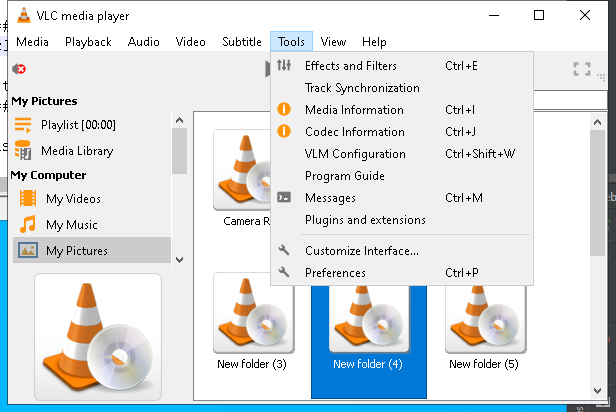 VLC media player
Media Playback Audio Video Subtitle Tools View Help
My Pictures
Playlist [00:00]
Media Library
My Computer
My Videos
My Music
My Pictures
Effects and Filters Ctrl+E
Track Synchronization
Media Information Ctrl+I
Codec Information Ctrl+J
VLM Configuration Ctrl+Shift+W
Program Guide
Messages Ctrl+M
Plugins and extensions
Customize Interface...
Preferences Ctrl+P
New folder (3) New folder (4) New folder (5)